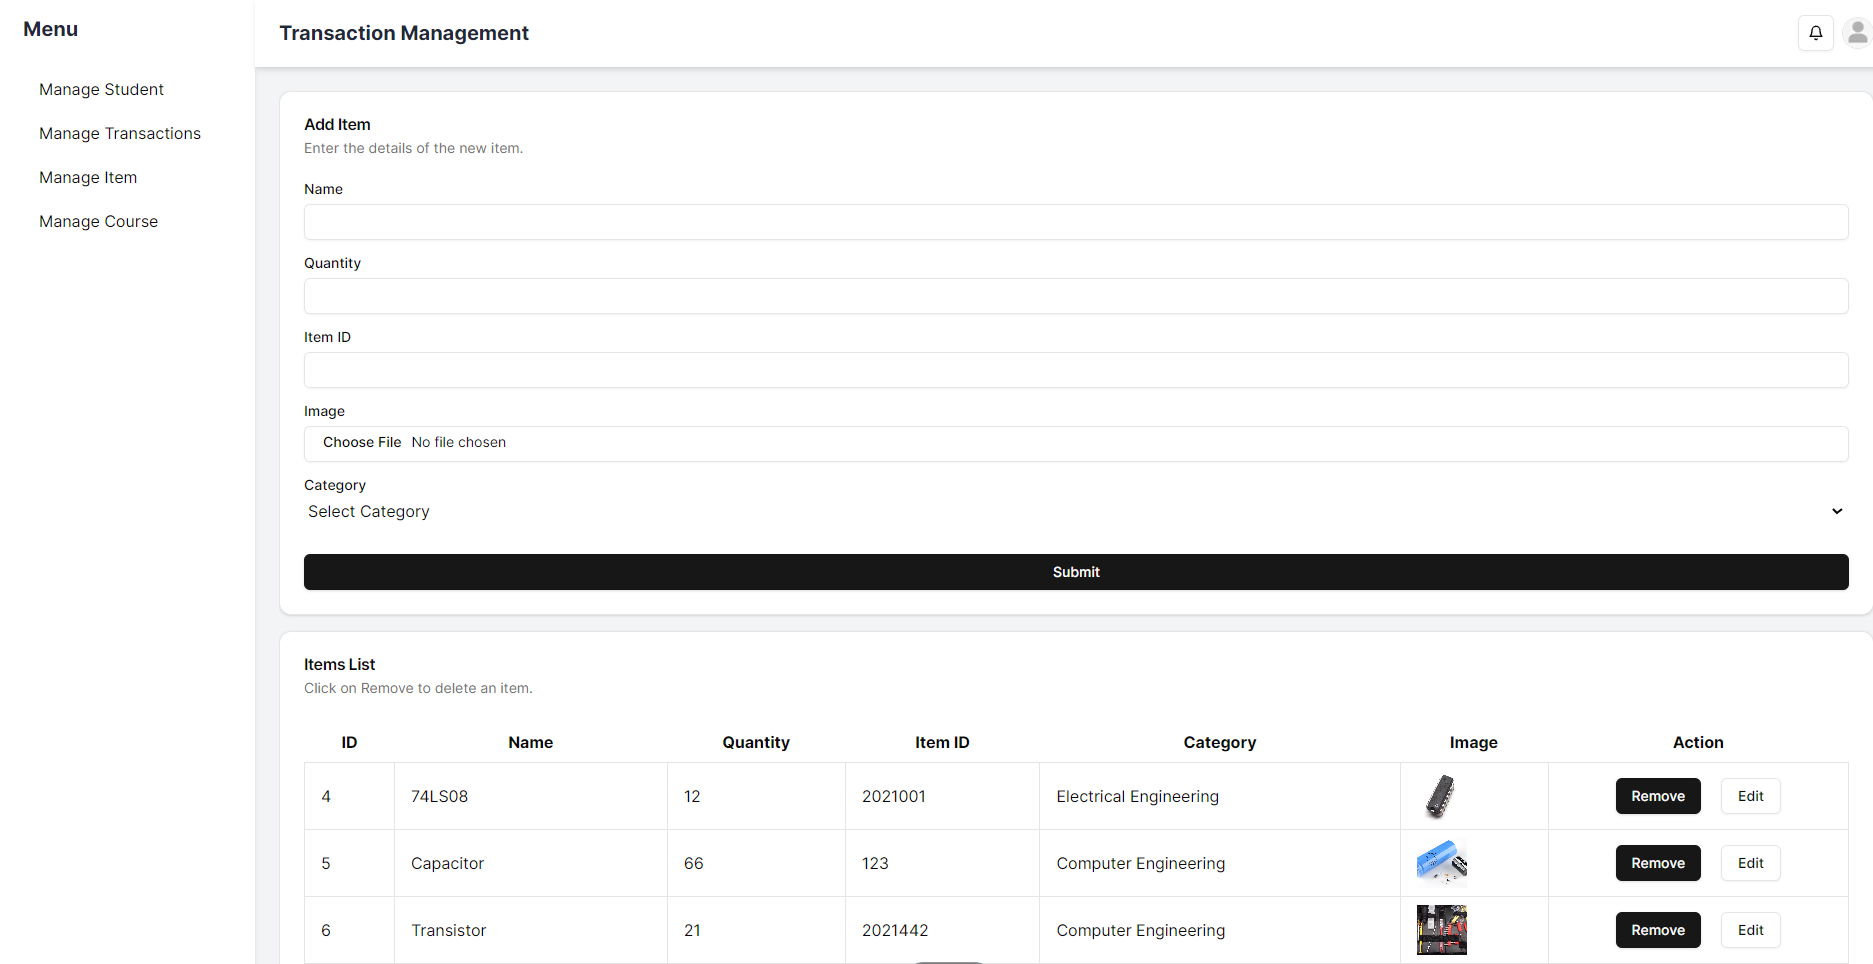 Menu
Transaction Management
Manage Student
Manage Transactions
Manage Item
Manage Course
Add Item
Enter the details of the new item.
Name
Quantity
Item ID
Image
Choose File No file chosen
Category
Select Category
Submit
Items List
Click on Remove to delete an item.
ID Name Quantity Item ID Category Image Action
4 74LS08 12 2021001 Electrical Engineering Remove Edit
5 Capacitor 66 123 Computer Engineering Remove Edit
6 Transistor 21 2021442 Computer Engineering Remove Edit